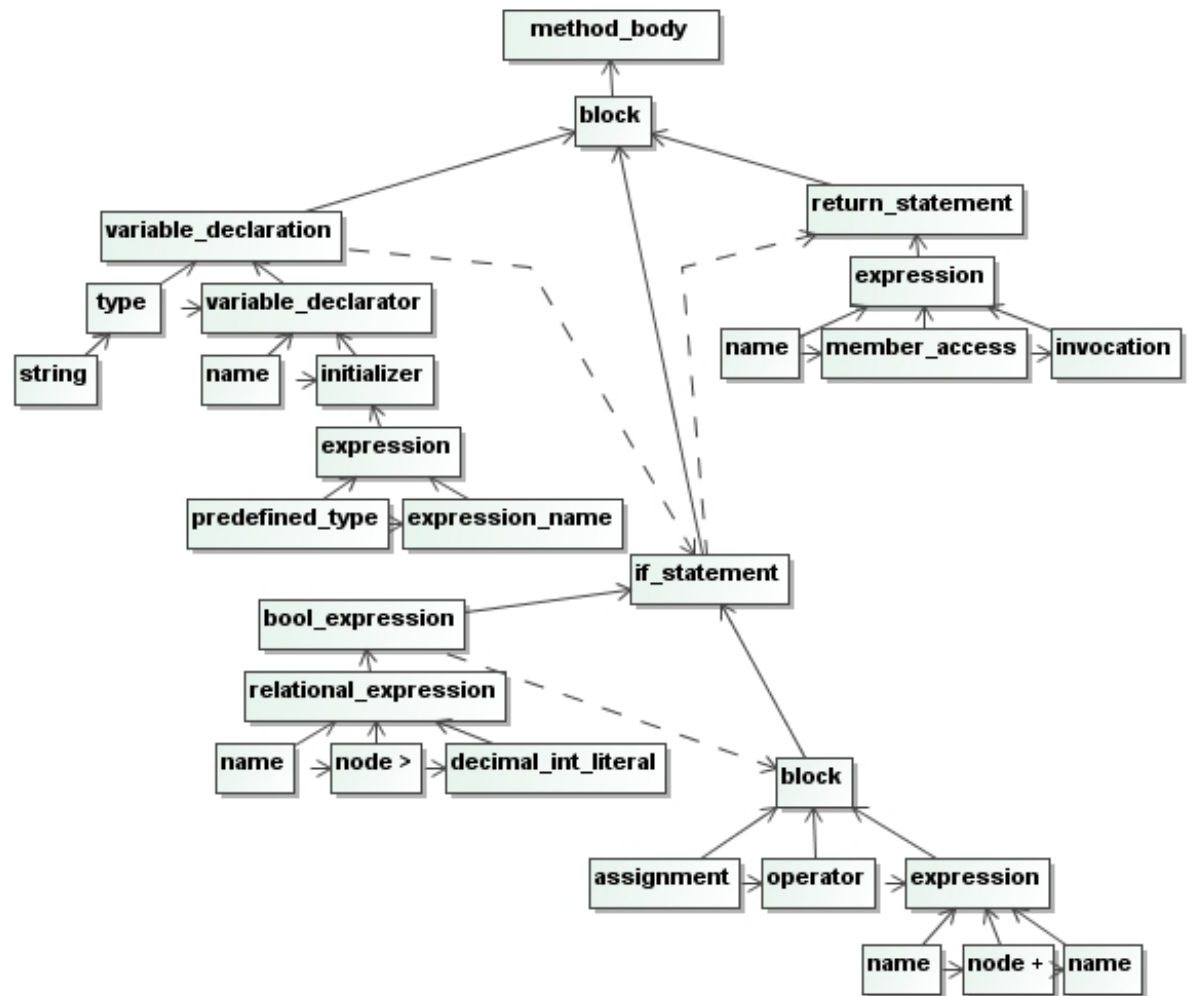 method_body
block
variable_declaration
return_statement
type
variable_declarator
expression
string
name
initializer
name
member_access
invocation
expression
predefined_type
expression_name
if_statement
bool_expression
relational_expression
name
node >
decimal_int_literal
block
assignment
operator
expression
name
node +
name